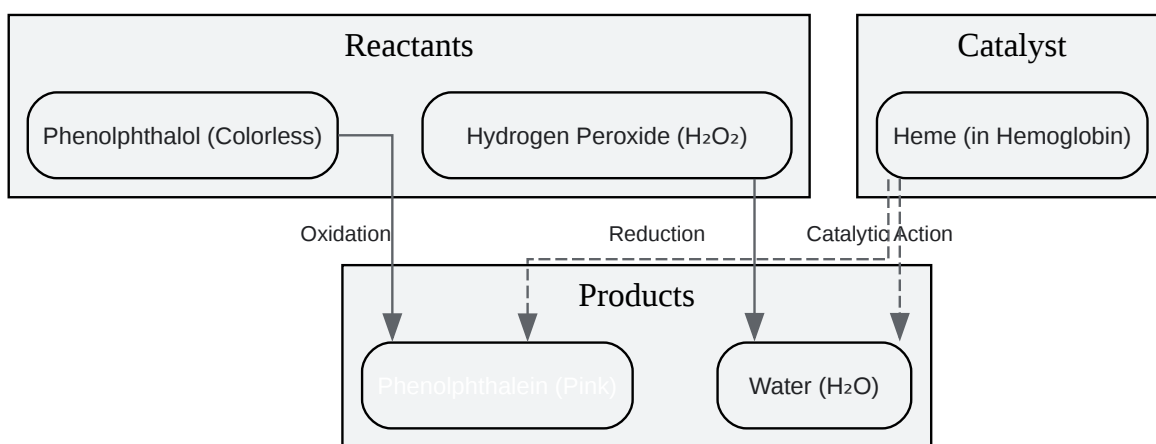 Reactants
Catalyst
Phenolphthalol (Colorless)
Hydrogen Peroxide (H₂O₂)
Heme (in Hemoglobin)
Oxidation
Reduction
Catalytic Action
Products
Phenolphthalein (Pink)
Water (H₂O)